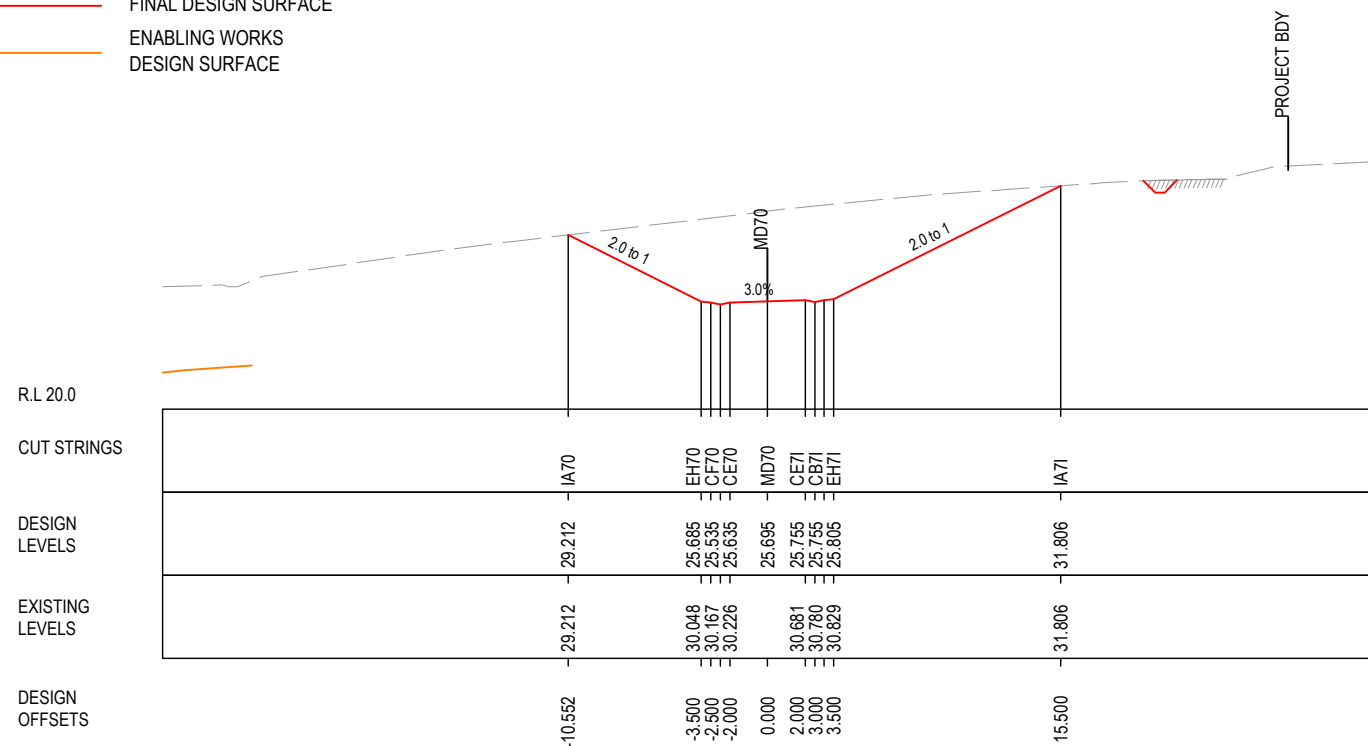 FINAL DESIGN SURFACE
ENABLING WORKS
DESIGN SURFACE
PROJECT BDY
MD70
2.0 to 1
3.0%
2.0 to 1
R.L 20.0
CUT STRINGS
IA70 EH70 CF70 CE70 MD70 CE7I CB7I EH7I IA7I
DESIGN
LEVELS
29.212 25.685 25.535 25.635 25.695 25.755 25.755 25.805 31.806
EXISTING
LEVELS
29.212 30.048 30.167 30.226 30.681 30.780 30.829 31.806
DESIGN
OFFSETS
-10.552 -3.500 -2.500 -2.000 0.000 2.000 3.000 3.500 15.500